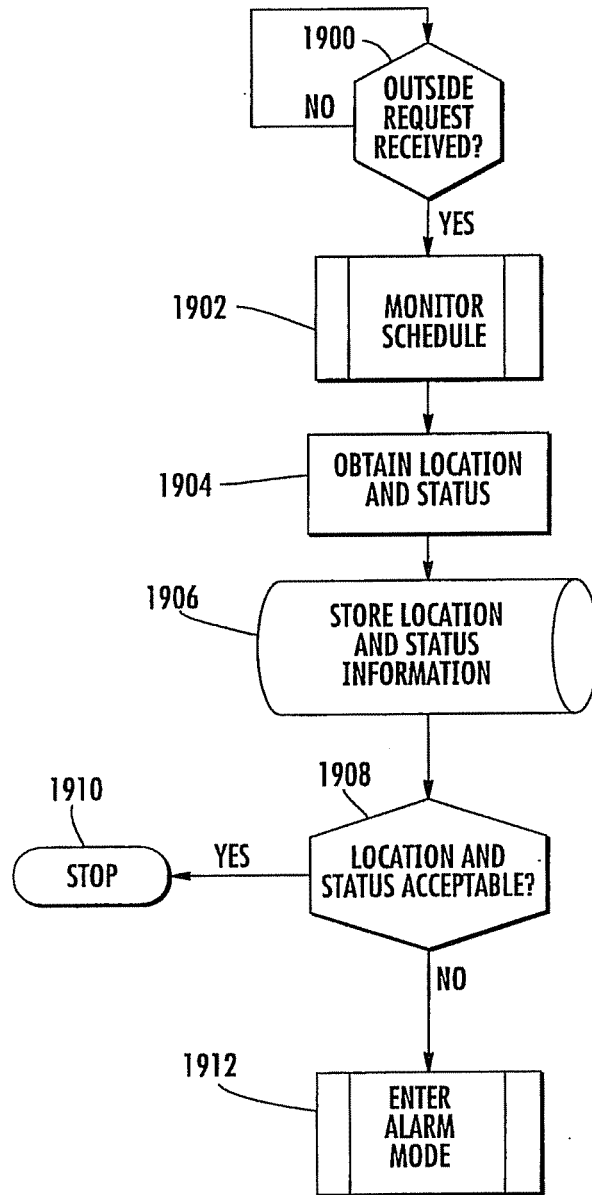 1900
OUTSIDE
REQUEST
RECEIVED?
NO
YES
1902
MONITOR
SCHEDULE
1904
OBTAIN LOCATION
AND STATUS
1906
STORE LOCATION
AND STATUS
INFORMATION
1908
1910
STOP
YES
LOCATION AND
STATUS ACCEPTABLE?
NO
1912
ENTER
ALARM
MODE